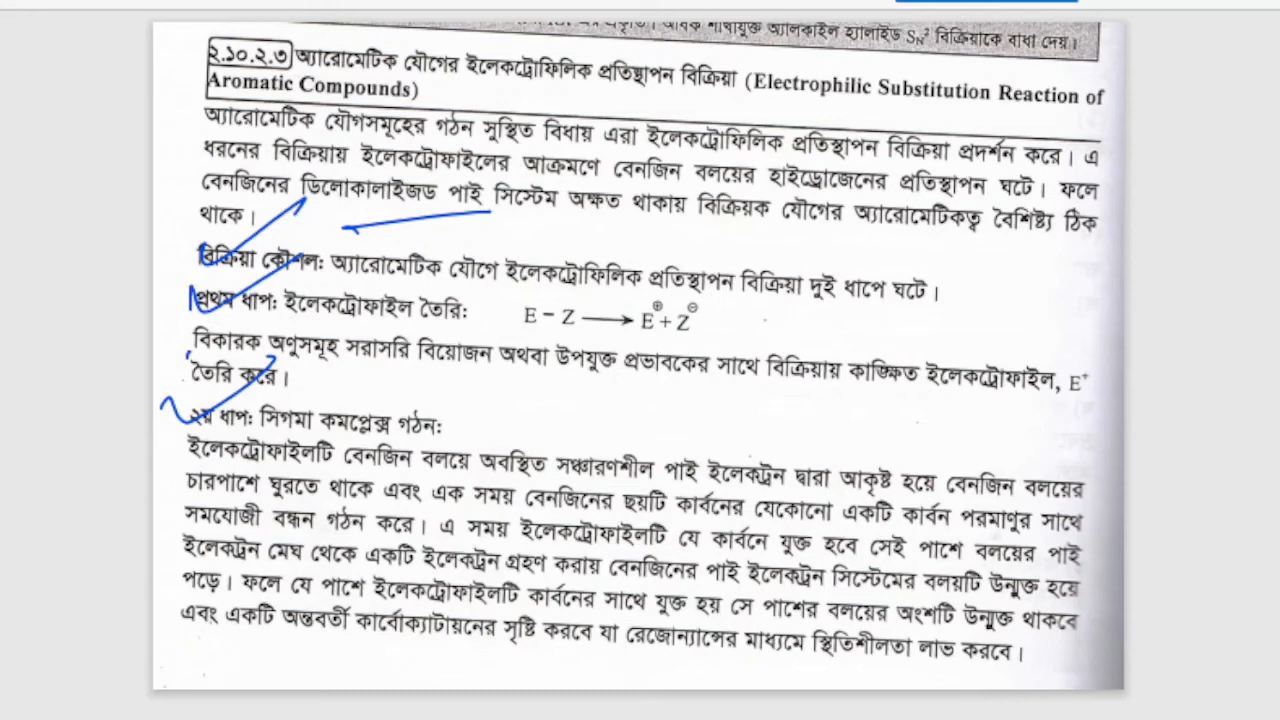 অধিক শাখাযুক্ত অ্যালকাইল হ্যালাইড SN² বিক্রিয়াকে বাধা দেয়।
২.১০.২.৩ অ্যারোমেটিক যৌগের ইলেকট্রোফিলিক প্রতিস্থাপন বিক্রিয়া (Electrophilic Substitution Reaction of
Aromatic Compounds)
অ্যারোমেটিক যৌগসমূহের গঠন সুস্থিত বিধায় এরা ইলেকট্রোফিলিক প্রতিস্থাপন বিক্রিয়া প্রদর্শন করে। এ
ধরনের বিক্রিয়ায় ইলেকট্রোফাইলের আক্রমণে বেনজিন বলয়ের হাইড্রোজেনের প্রতিস্থাপন ঘটে। ফলে
বেনজিনের ডিলোকালাইজড পাই সিস্টেম অক্ষত থাকায় বিক্রিয়ক যৌগের অ্যারোমেটিকত্ব বৈশিষ্ট্য ঠিক
থাকে।
বিক্রিয়া কৌশল: অ্যারোমেটিক যৌগে ইলেকট্রোফিলিক প্রতিস্থাপন বিক্রিয়া দুই ধাপে ঘটে।
প্রথম ধাপ: ইলেকট্রোফাইল তৈরি: E – Z ⟶ E⊕ + Z⊖
বিকারক অণুসমূহ সরাসরি বিয়োজন অথবা উপযুক্ত প্রভাবকের সাথে বিক্রিয়ায় কাঙ্ক্ষিত ইলেকট্রোফাইল, E⁺
তৈরি করে।
২য় ধাপ: সিগমা কমপ্লেক্স গঠন:
ইলেকট্রোফাইলটি বেনজিন বলয়ে অবস্থিত সঞ্চারণশীল পাই ইলেকট্রন দ্বারা আকৃষ্ট হয়ে বেনজিন বলয়ের
চারপাশে ঘুরতে থাকে এবং এক সময় বেনজিনের ছয়টি কার্বনের যেকোনো একটি কার্বন পরমাণুর সাথে
সমযোজী বন্ধন গঠন করে। এ সময় ইলেকট্রোফাইলটি যে কার্বনে যুক্ত হবে সেই পাশে বলয়ের পাই
ইলেকট্রন মেঘ থেকে একটি ইলেকট্রন গ্রহণ করায় বেনজিনের পাই ইলেকট্রন সিস্টেমের বলয়টি উন্মুক্ত হয়ে
পড়ে। ফলে যে পাশে ইলেকট্রোফাইলটি কার্বনের সাথে যুক্ত হয় সে পাশের বলয়ের অংশটি উন্মুক্ত থাকবে
এবং একটি অন্তবর্তী কার্বোক্যাটায়নের সৃষ্টি করবে যা রেজোন্যান্সের মাধ্যমে স্থিতিশীলতা লাভ করবে।